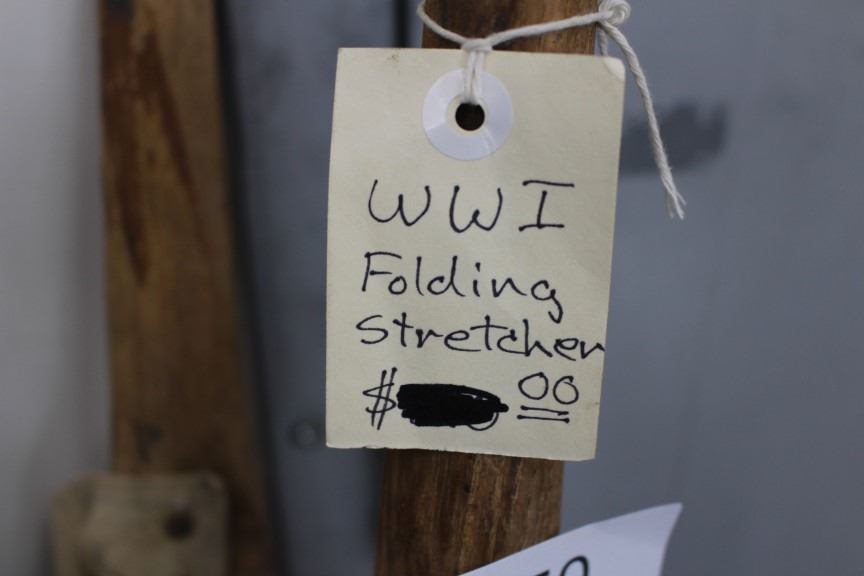 WWI
Folding
Stretcher
$ 00